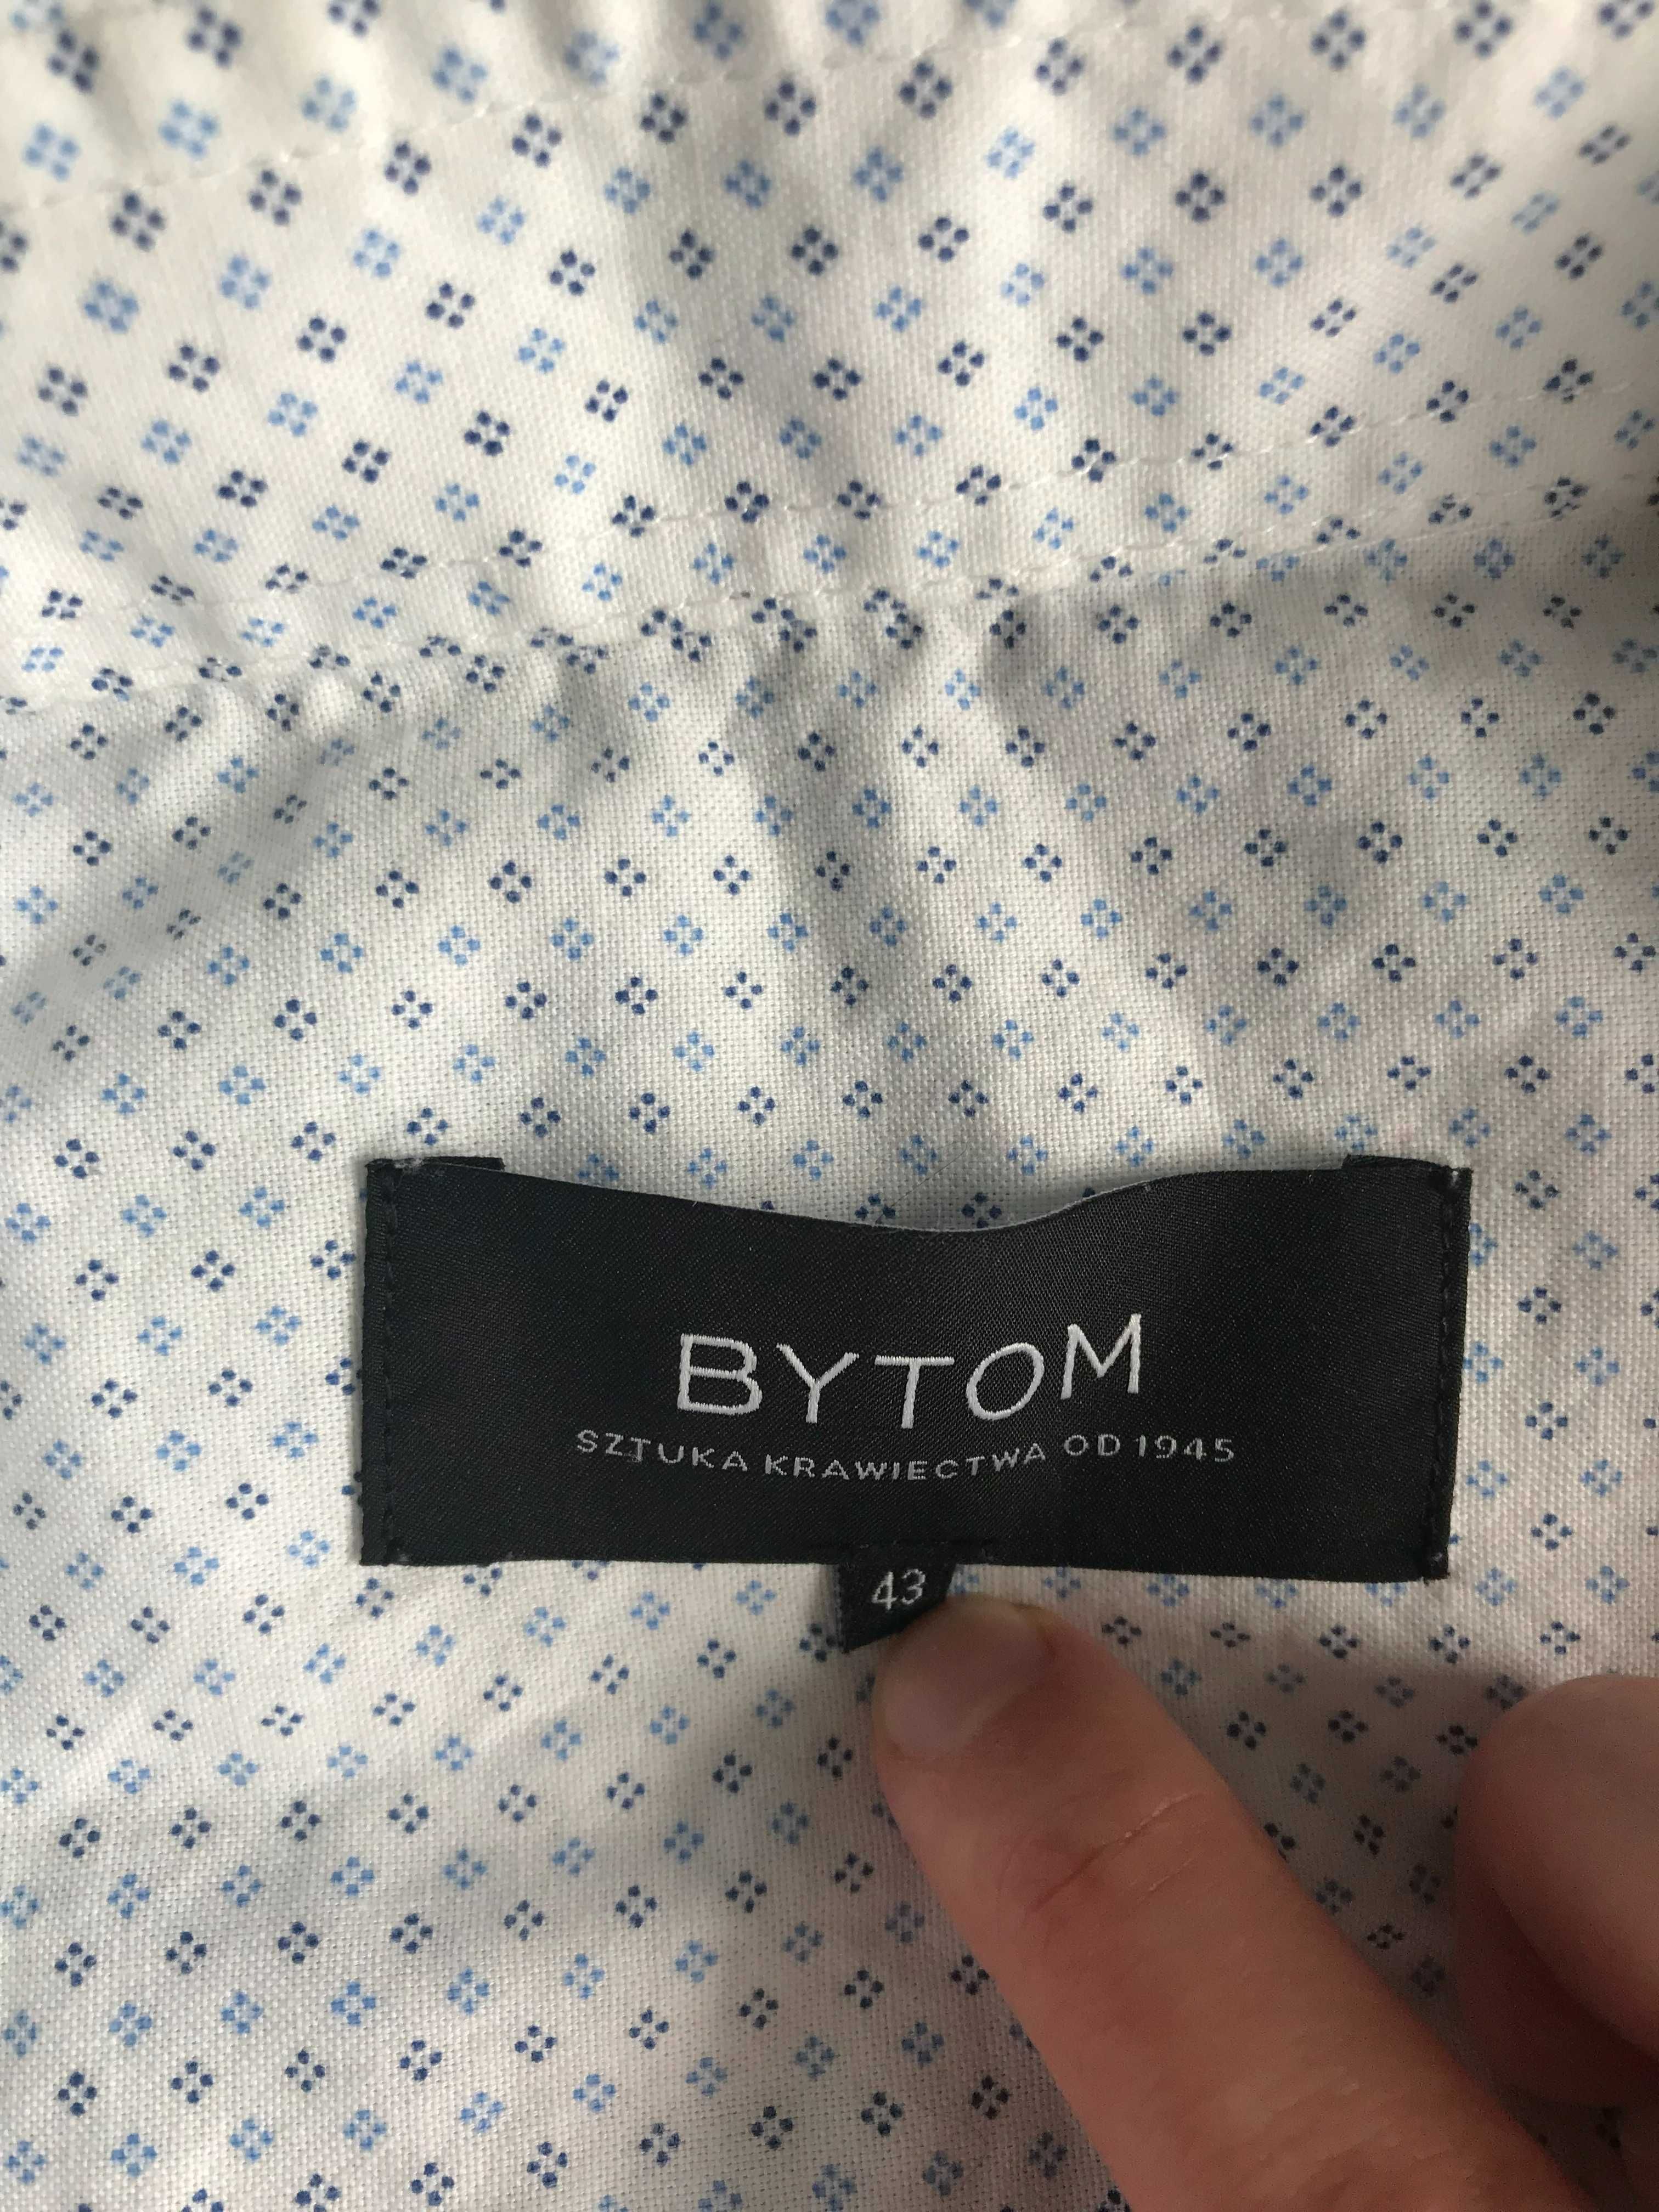 BYTOM
SZTUKA KRAWIECTWA OD 1945
43